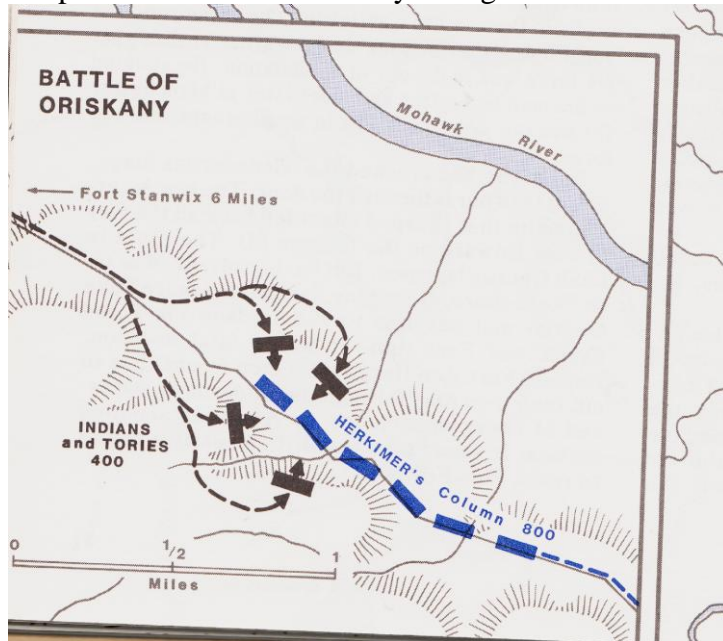 BATTLE OF
ORISKANY
Mohawk River
Fort Stanwix 6 Miles
INDIANS
and TORIES
400
HERKIMER's Column 800
0 1/2 1
Miles